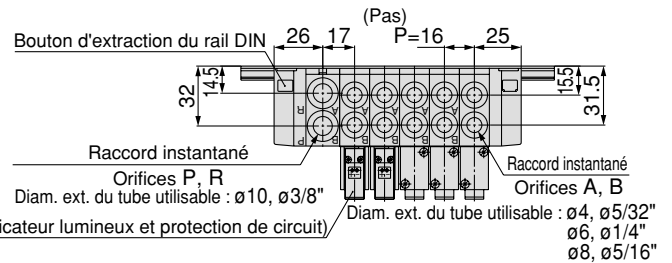 (Pas)
Bouton d'extraction du rail DIN
26
17
P=16
25
32
14.5
15.5
31.5
R
A
A
A
A
A
P
B
B
B
B
B
Raccord instantané
Orifices P, R
Diam. ext. du tube utilisable : ø10, ø3/8"
Raccord instantané
Orifices A, B
Diam. ext. du tube utilisable : ø4, ø5/32"
ø6, ø1/4"
ø8, ø5/16"
icateur lumineux et protection de circuit)